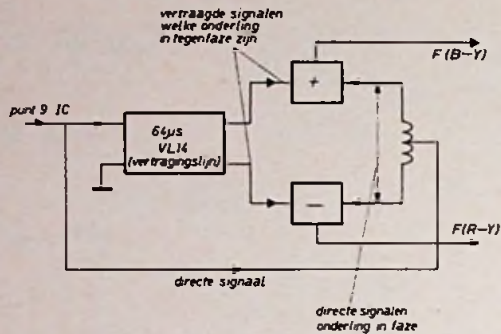 vertraagde signalen
welke onderling
in tegenfaze zijn
F(B-Y)
+
punt 9 IC
64µs
VL14
(vertragingslijn)
—
F(R-Y)
directe signaal
directe signalen
onderling in faze